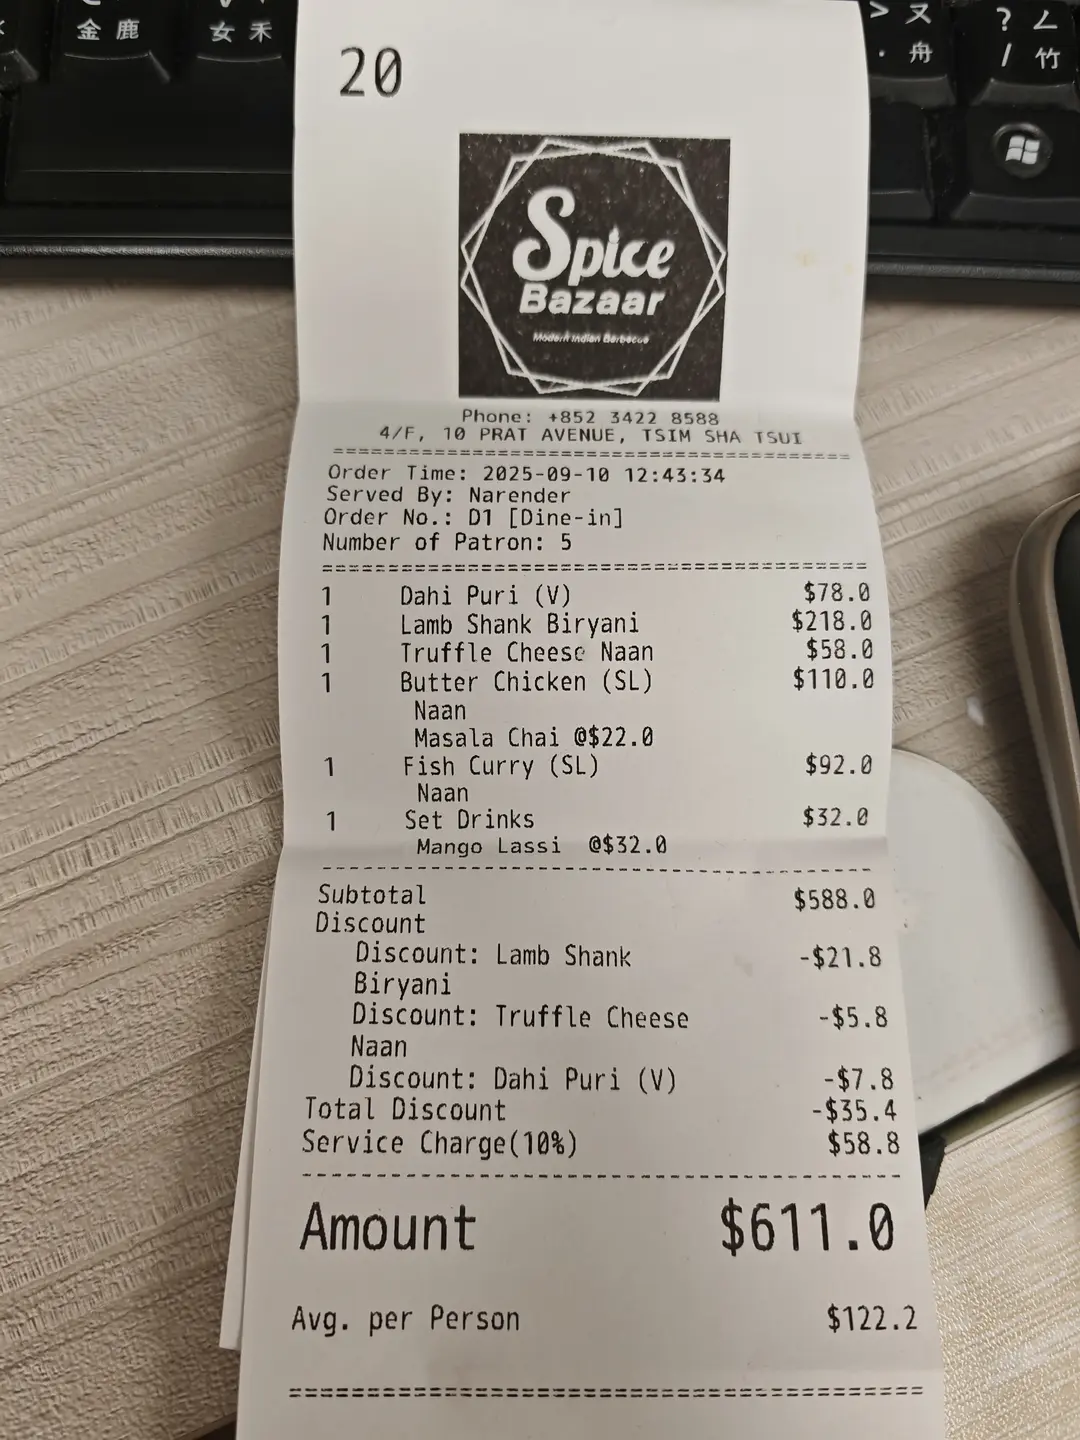 金 鹿
女 禾
> 又
. 舟
? ㄥ
/ 竹
20
Spice
Bazaar
Modern Indian Barbecue
Phone: +852 3422 8588
4/F, 10 PRAT AVENUE, TSIM SHA TSUI
Order Time: 2025-09-10 12:43:34
Served By: Narender
Order No.: D1 [Dine-in]
Number of Patron: 5
1 Dahi Puri (V) $78.0
1 Lamb Shank Biryani $218.0
1 Truffle Cheese Naan $58.0
1 Butter Chicken (SL) $110.0
Naan
Masala Chai @$22.0
1 Fish Curry (SL) $92.0
Naan
1 Set Drinks $32.0
Mango Lassi @$32.0
Subtotal $588.0
Discount
Discount: Lamb Shank -$21.8
Biryani
Discount: Truffle Cheese -$5.8
Naan
Discount: Dahi Puri (V) -$7.8
Total Discount -$35.4
Service Charge(10%) $58.8
Amount $611.0
Avg. per Person $122.2